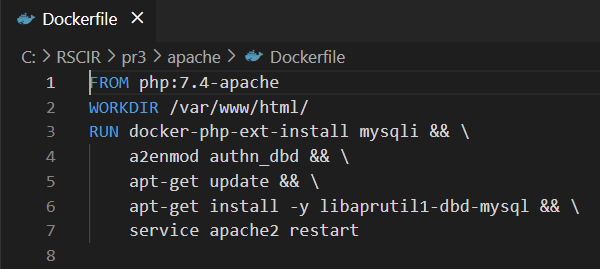 Dockerfile ×
C: > RSCIR > pr3 > apache > Dockerfile
1 FROM php:7.4-apache
2 WORKDIR /var/www/html/
3 RUN docker-php-ext-install mysqli && \
4     a2enmod authn_dbd && \
5     apt-get update && \
6     apt-get install -y libaprutil1-dbd-mysql && \
7     service apache2 restart
8